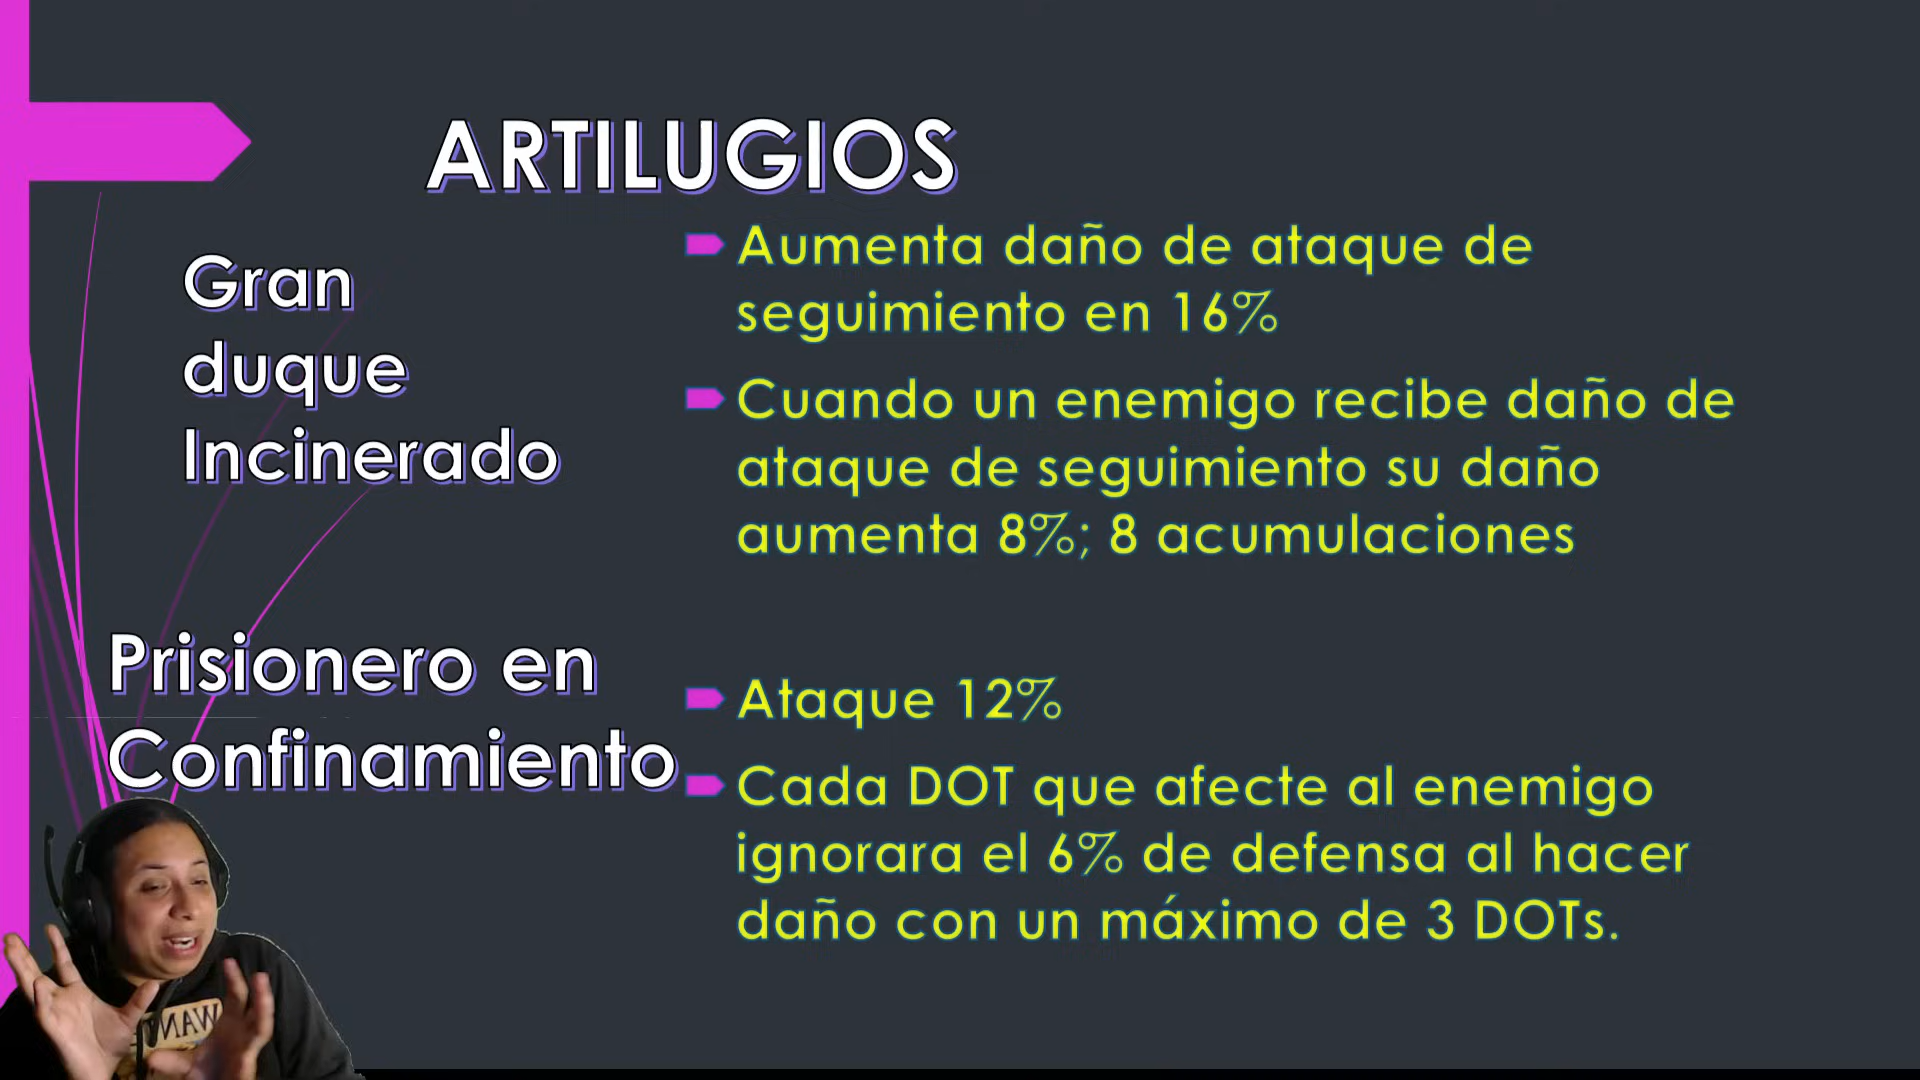 ARTILUGIOS
Gran
duque
Incinerado
Aumenta daño de ataque de
seguimiento en 16%
Cuando un enemigo recibe daño de
ataque de seguimiento su daño
aumenta 8%; 8 acumulaciones
Prisionero en
Confinamiento
Ataque 12%
Cada DOT que afecte al enemigo
ignorara el 6% de defensa al hacer
daño con un máximo de 3 DOTs.